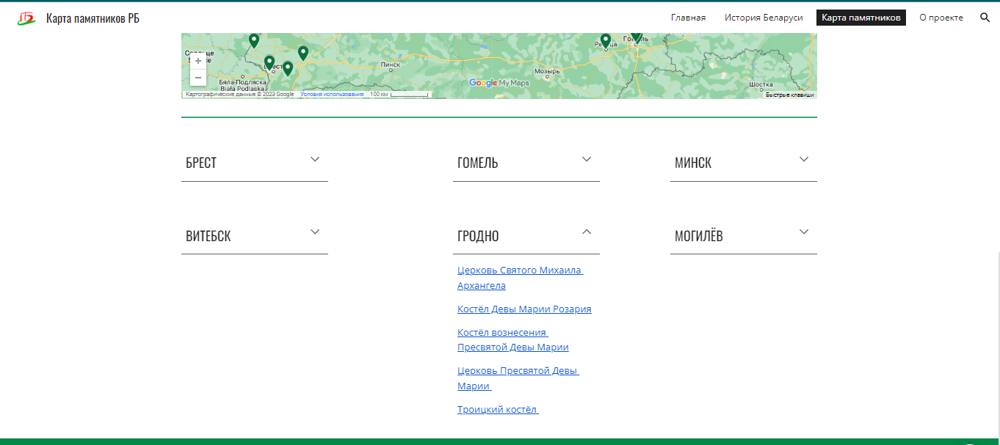 Карта памятников РБ
Главная
История Беларуси
Карта памятников
О проекте
Брест
Пинск
Мозырь
Речица
Гомель
Шостка
Бяла-Подляска
Biała Podlaska
+
−
Google My Maps
Картографические данные © 2023 Google
Условия использования
100 км
Быстрые клавиши
БРЕСТ
ГОМЕЛЬ
МИНСК
ВИТЕБСК
ГРОДНО
МОГИЛЁВ
Церковь Святого Михаила
Архангела
Костёл Девы Марии Розария
Костёл вознесения
Пресвятой Девы Марии
Церковь Пресвятой Девы
Марии
Троицкий костёл